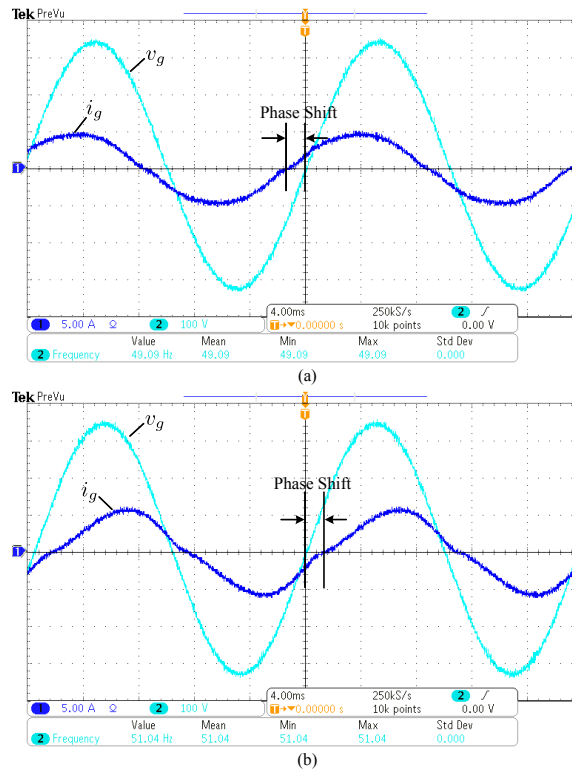 Tek PreVu
T
T
v_g
i_g
Phase Shift
1
4.00ms 250kS/s 2
1 5.00 A Ω 2 100 V T→▼0.00000 s 10k points 0.00 V
Value Mean Min Max Std Dev
2 Frequency 49.09 Hz 49.09 49.09 49.09 0.000
(a)
Tek PreVu
T
T
v_g
i_g
Phase Shift
1
4.00ms 250kS/s 2
1 5.00 A Ω 2 100 V T→▼0.00000 s 10k points 0.00 V
Value Mean Min Max Std Dev
2 Frequency 51.04 Hz 51.04 51.04 51.04 0.000
(b)